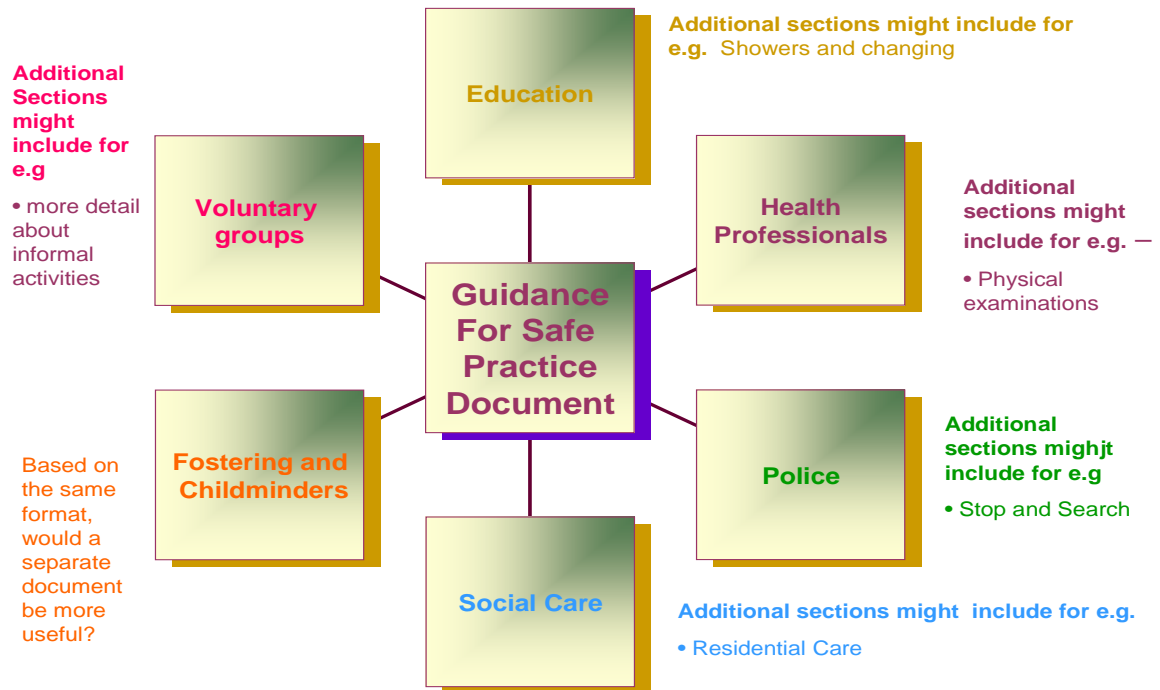 Education
Additional sections might include for
e.g. Showers and changing
Additional
Sections
might
include for
e.g
• more detail
about
informal
activities
Voluntary
groups
Health
Professionals
Additional
sections might
include for e.g. –
• Physical
examinations
Guidance
For Safe
Practice
Document
Based on
the same
format,
would a
separate
document
be more
useful?
Fostering and
Childminders
Police
Additional
sections mighjt
include for e.g
• Stop and Search
Social Care
Additional sections might include for e.g.
• Residential Care